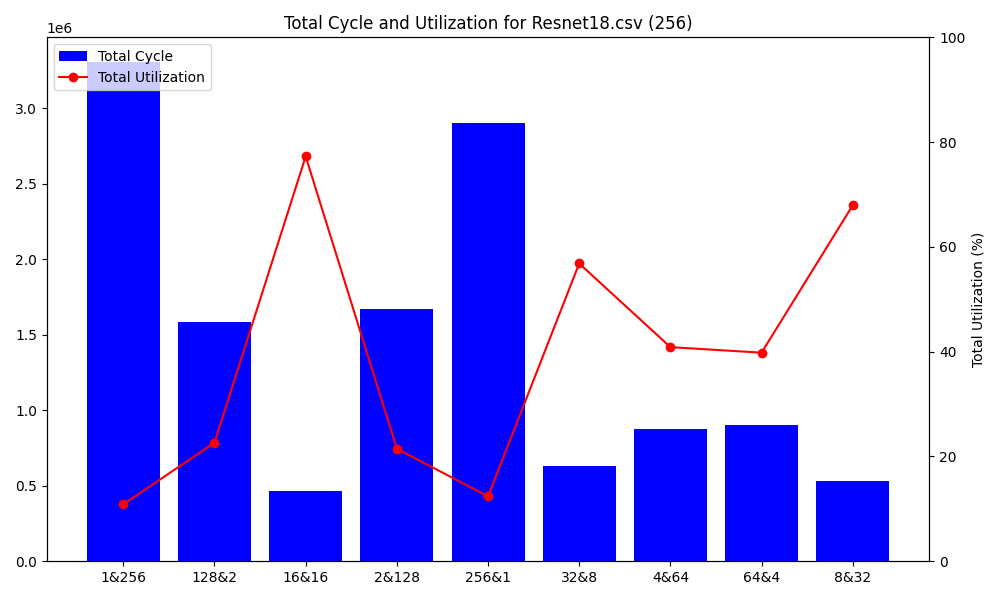 Total Cycle and Utilization for Resnet18.csv (256)
1e6
Total Cycle
Total Utilization
3.0
2.5
2.0
1.5
1.0
0.5
0.0
100
80
60
40
20
0
Total Utilization (%)
1&256 128&2 16&16 2&128 256&1 32&8 4&64 64&4 8&32